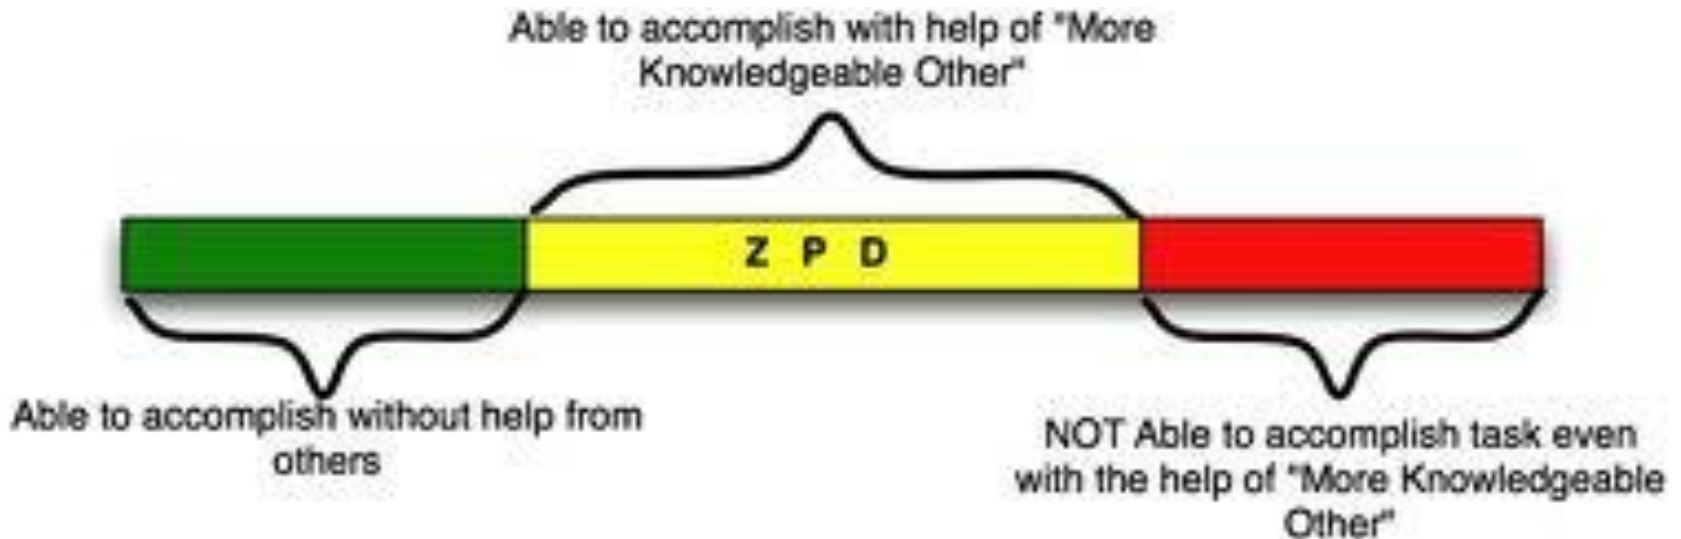 Able to accomplish with help of "More
Knowledgeable Other"
Z P D
Able to accomplish without help from
others
NOT Able to accomplish task even
with the help of "More Knowledgeable
Other"